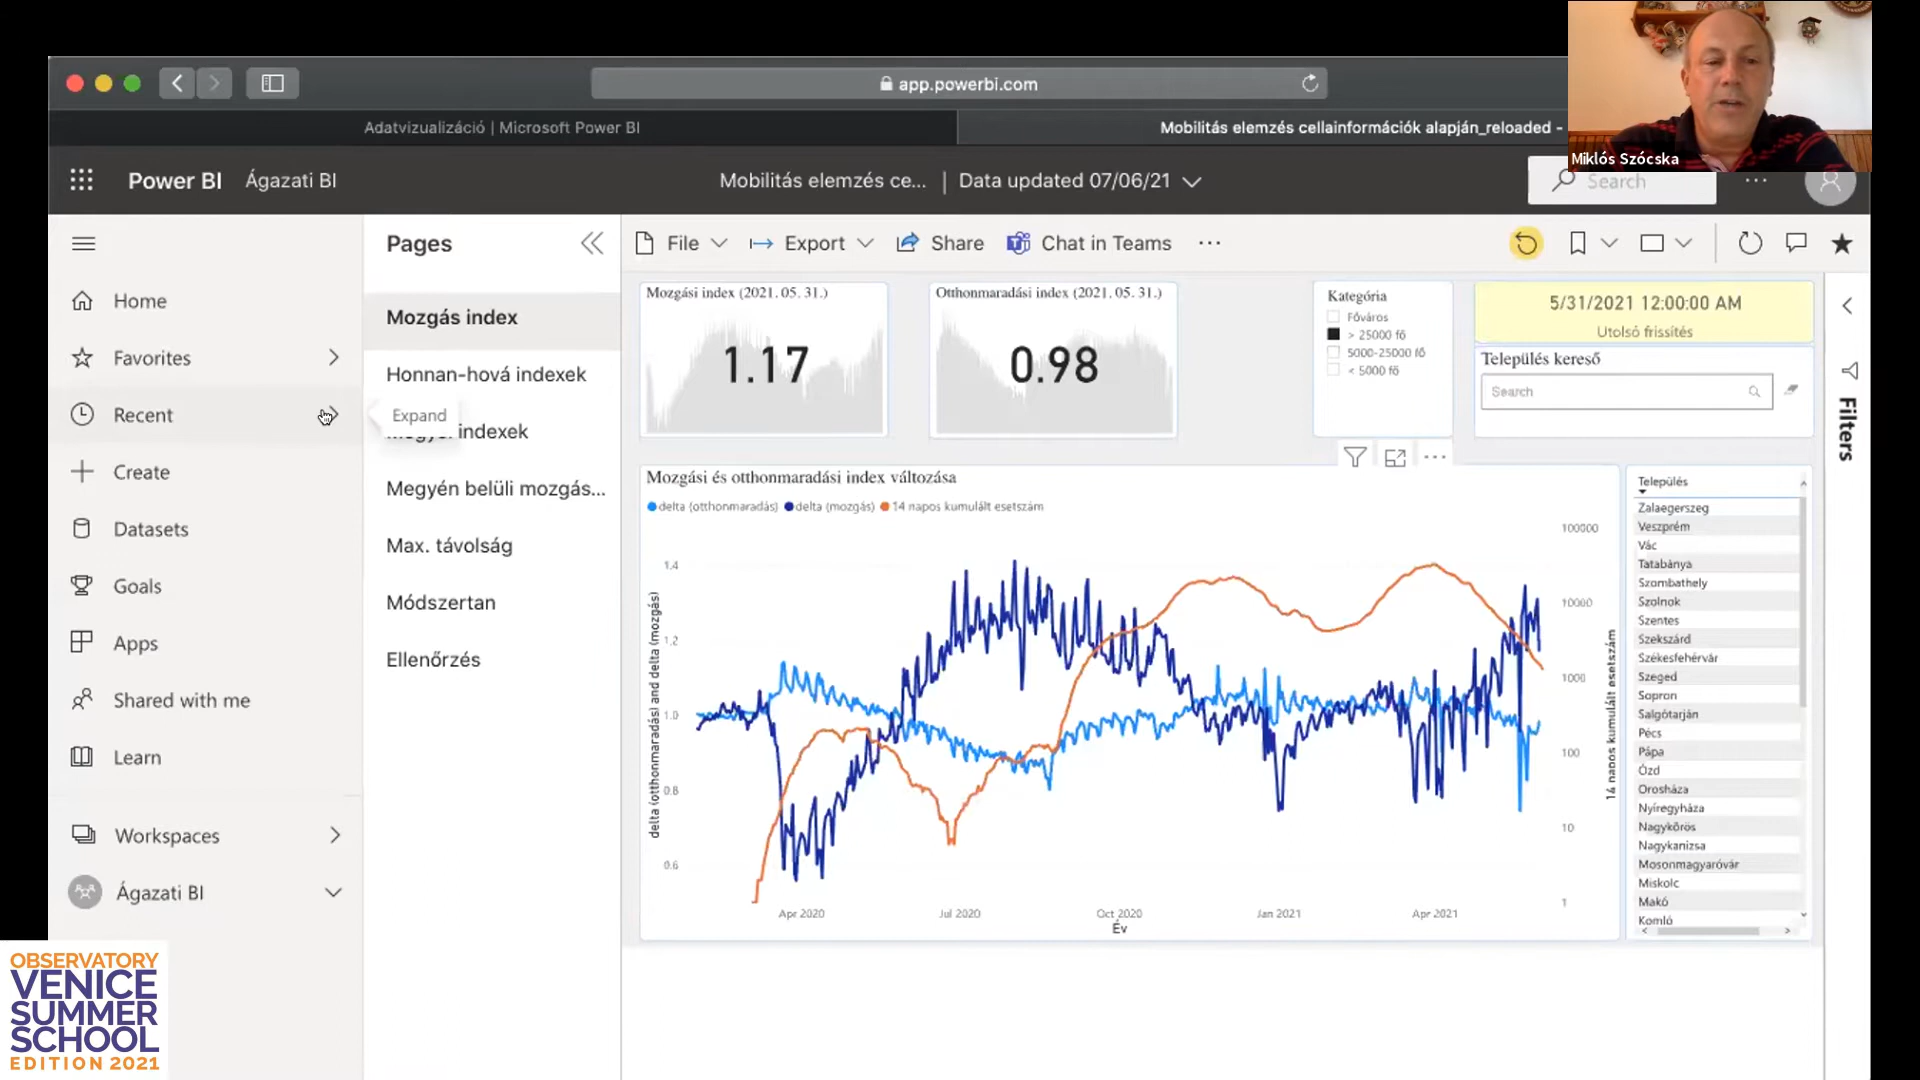 app.powerbi.com
Adatvizualizáció | Microsoft Power BI
Mobilitás elemzés cellainformációk alapján_reloaded -
Miklós Szócska
Power BI
Ágazati BI
Mobilitás elemzés ce... | Data updated 07/06/21
Search
Home
Favorites
Recent
Create
Datasets
Goals
Apps
Shared with me
Learn
Workspaces
Ágazati BI
Pages
Mozgás index
Honnan-hová indexek
Expand
indexek
Megyén belüli mozgás...
Max. távolság
Módszertan
Ellenőrzés
File
Export
Share
Chat in Teams
Mozgási index (2021. 05. 31.)
1.17
Otthonmaradási index (2021. 05. 31.)
0.98
Kategória
Főváros
> 25000 fő
5000-25000 fő
< 5000 fő
5/31/2021 12:00:00 AM
Utolsó frissítés
Település kereső
Search
Filters
Mozgási és otthonmaradási index változása
delta (otthonmaradás) delta (mozgás) 14 napos kumulált esetszám
delta (otthonmaradás) and delta (mozgás)
1.4
1.2
1.0
0.8
0.6
100000
10000
1000
100
10
1
14 napos kumulált esetszám
Apr 2020
Jul 2020
Oct 2020
Jan 2021
Apr 2021
Év
Település
Zalaegerszeg
Veszprém
Vác
Tatabánya
Szombathely
Szolnok
Szentes
Szekszárd
Székesfehérvár
Szeged
Sopron
Salgótarján
Pécs
Pápa
Ózd
Orosháza
Nyíregyháza
Nagykőrös
Nagykanizsa
Mosonmagyaróvár
Miskolc
Makó
Komló
OBSERVATORY
VENICE
SUMMER
SCHOOL
EDITION 2021